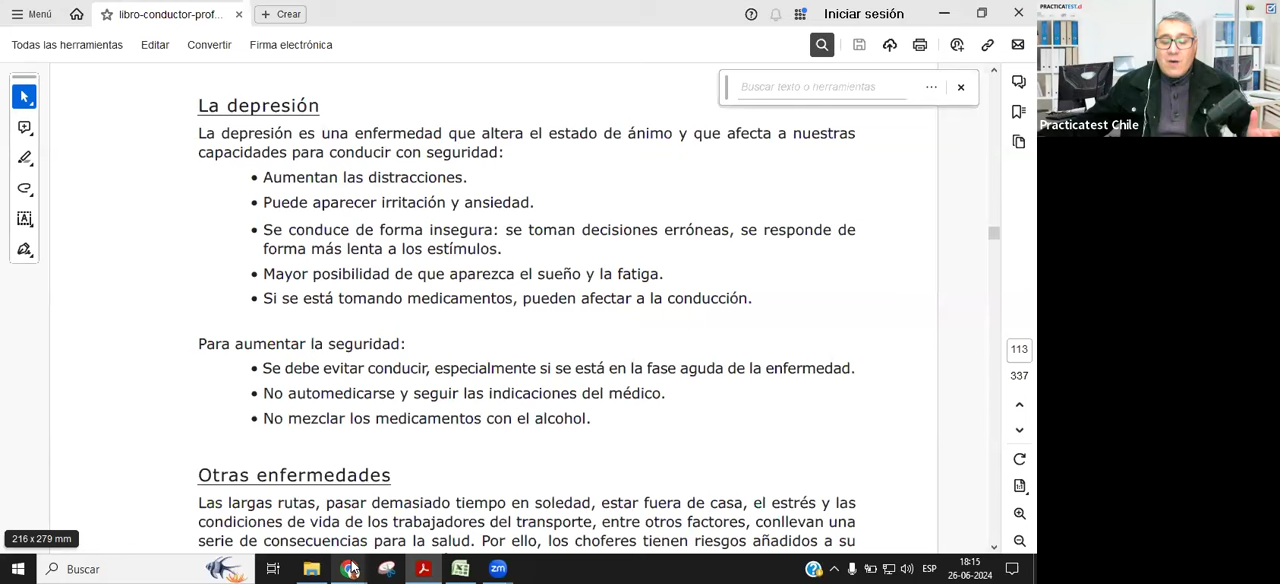 Menú
libro-conductor-prof...
Crear
Iniciar sesión
Todas las herramientas
Editar
Convertir
Firma electrónica
Buscar texto o herramientas
PRACTICATEST.cl
Practicatest Chile
La depresión
La depresión es una enfermedad que altera el estado de ánimo y que afecta a nuestras
capacidades para conducir con seguridad:
• Aumentan las distracciones.
• Puede aparecer irritación y ansiedad.
• Se conduce de forma insegura: se toman decisiones erróneas, se responde de
forma más lenta a los estímulos.
• Mayor posibilidad de que aparezca el sueño y la fatiga.
• Si se está tomando medicamentos, pueden afectar a la conducción.
Para aumentar la seguridad:
• Se debe evitar conducir, especialmente si se está en la fase aguda de la enfermedad.
• No automedicarse y seguir las indicaciones del médico.
• No mezclar los medicamentos con el alcohol.
Otras enfermedades
Las largas rutas, pasar demasiado tiempo en soledad, estar fuera de casa, el estrés y las
condiciones de vida de los trabajadores del transporte, entre otros factores, conllevan una
serie de consecuencias para la salud. Por ello, los choferes tienen riesgos añadidos a su
113
337
216 x 279 mm
Buscar
zm
ESP
18:15
26-06-2024